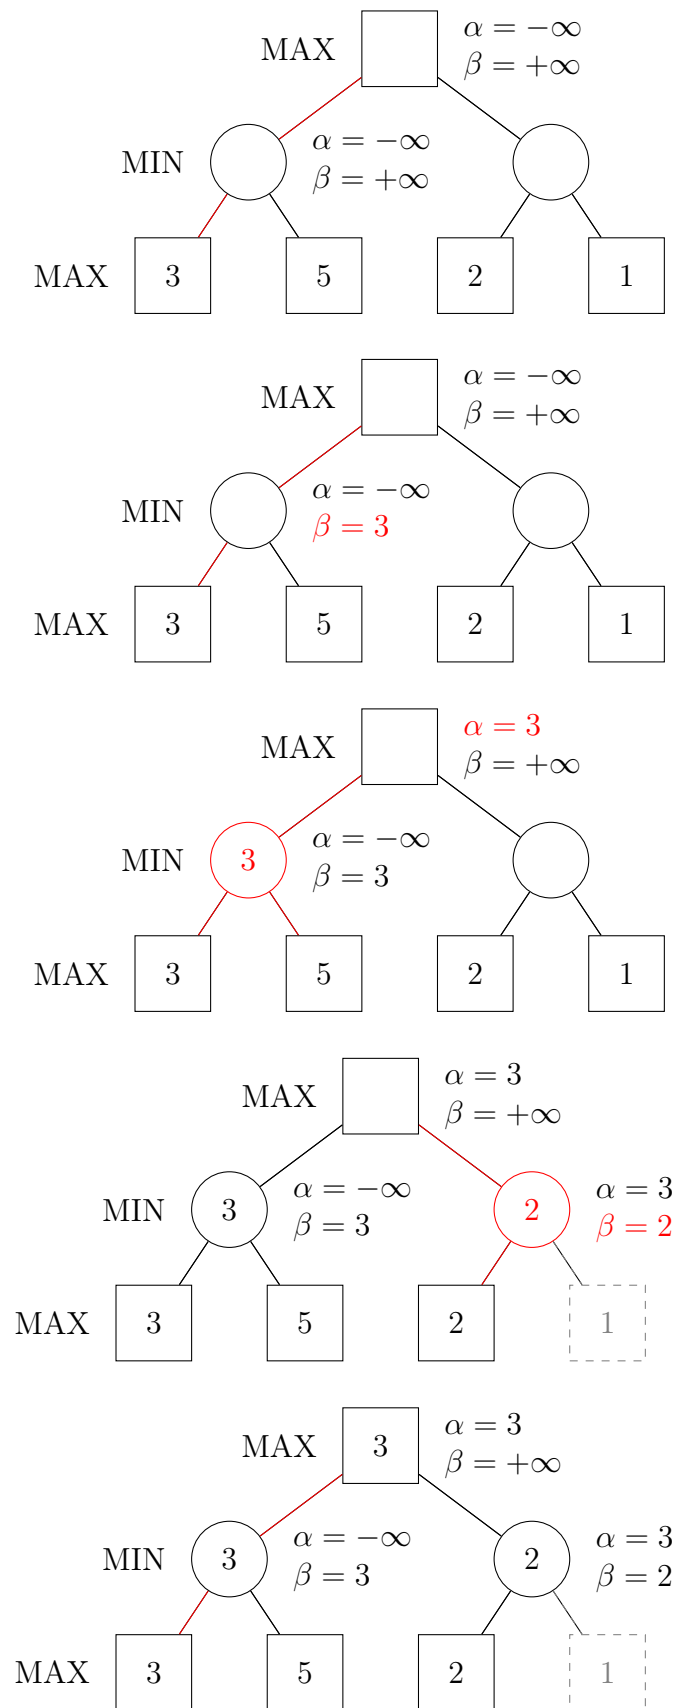 MAX
α = −∞
β = +∞
MIN
α = −∞
β = +∞
MAX 3 5 2 1
MAX
α = −∞
β = +∞
MIN
α = −∞
β = 3
MAX 3 5 2 1
MAX
α = 3
β = +∞
MIN 3
α = −∞
β = 3
MAX 3 5 2 1
MAX
α = 3
β = +∞
MIN 3
α = −∞
β = 3
2
α = 3
β = 2
MAX 3 5 2 1
MAX 3
α = 3
β = +∞
MIN 3
α = −∞
β = 3
2
α = 3
β = 2
MAX 3 5 2 1